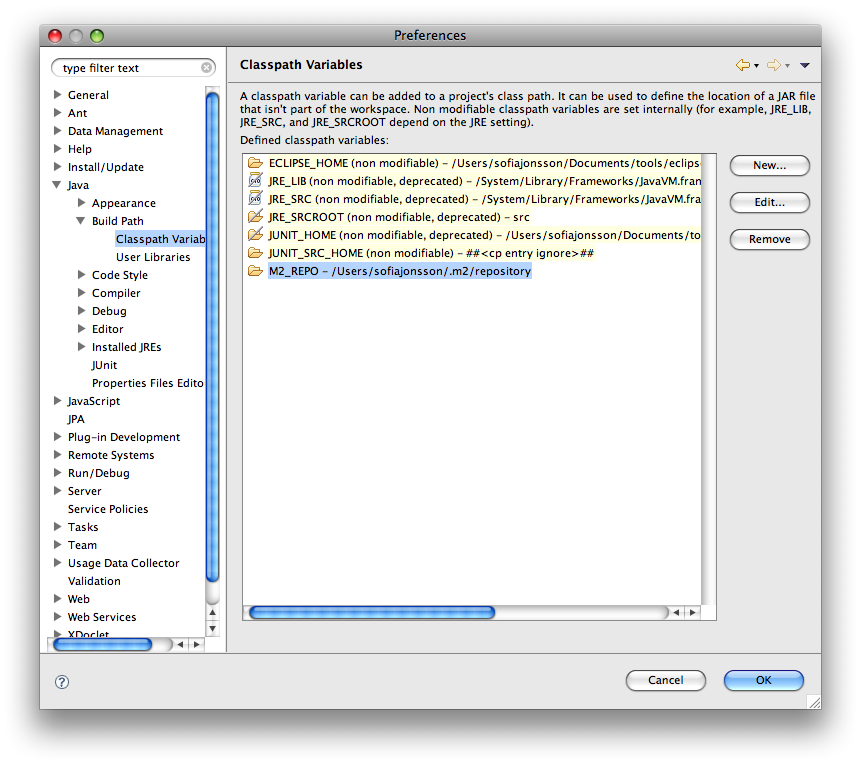 Preferences
type filter text
General
Ant
Data Management
Help
Install/Update
Java
Appearance
Build Path
Classpath Variab
User Libraries
Code Style
Compiler
Debug
Editor
Installed JREs
JUnit
Properties Files Edito
JavaScript
JPA
Plug-in Development
Remote Systems
Run/Debug
Server
Service Policies
Tasks
Team
Usage Data Collector
Validation
Web
Web Services
XDoclet
Classpath Variables
A classpath variable can be added to a project's class path. It can be used to define the location of a JAR file
that isn't part of the workspace. Non modifiable classpath variables are set internally (for example, JRE_LIB,
JRE_SRC, and JRE_SRCROOT depend on the JRE setting).
Defined classpath variables:
ECLIPSE_HOME (non modifiable) – /Users/sofiajonsson/Documents/tools/eclips
JRE_LIB (non modifiable, deprecated) – /System/Library/Frameworks/JavaVM.fran
JRE_SRC (non modifiable, deprecated) – /System/Library/Frameworks/JavaVM.fra
JRE_SRCROOT (non modifiable, deprecated) – src
JUNIT_HOME (non modifiable, deprecated) – /Users/sofiajonsson/Documents/to
JUNIT_SRC_HOME (non modifiable) – ##<cp entry ignore>##
M2_REPO – /Users/sofiajonsson/.m2/repository
New...
Edit...
Remove
?
Cancel
OK